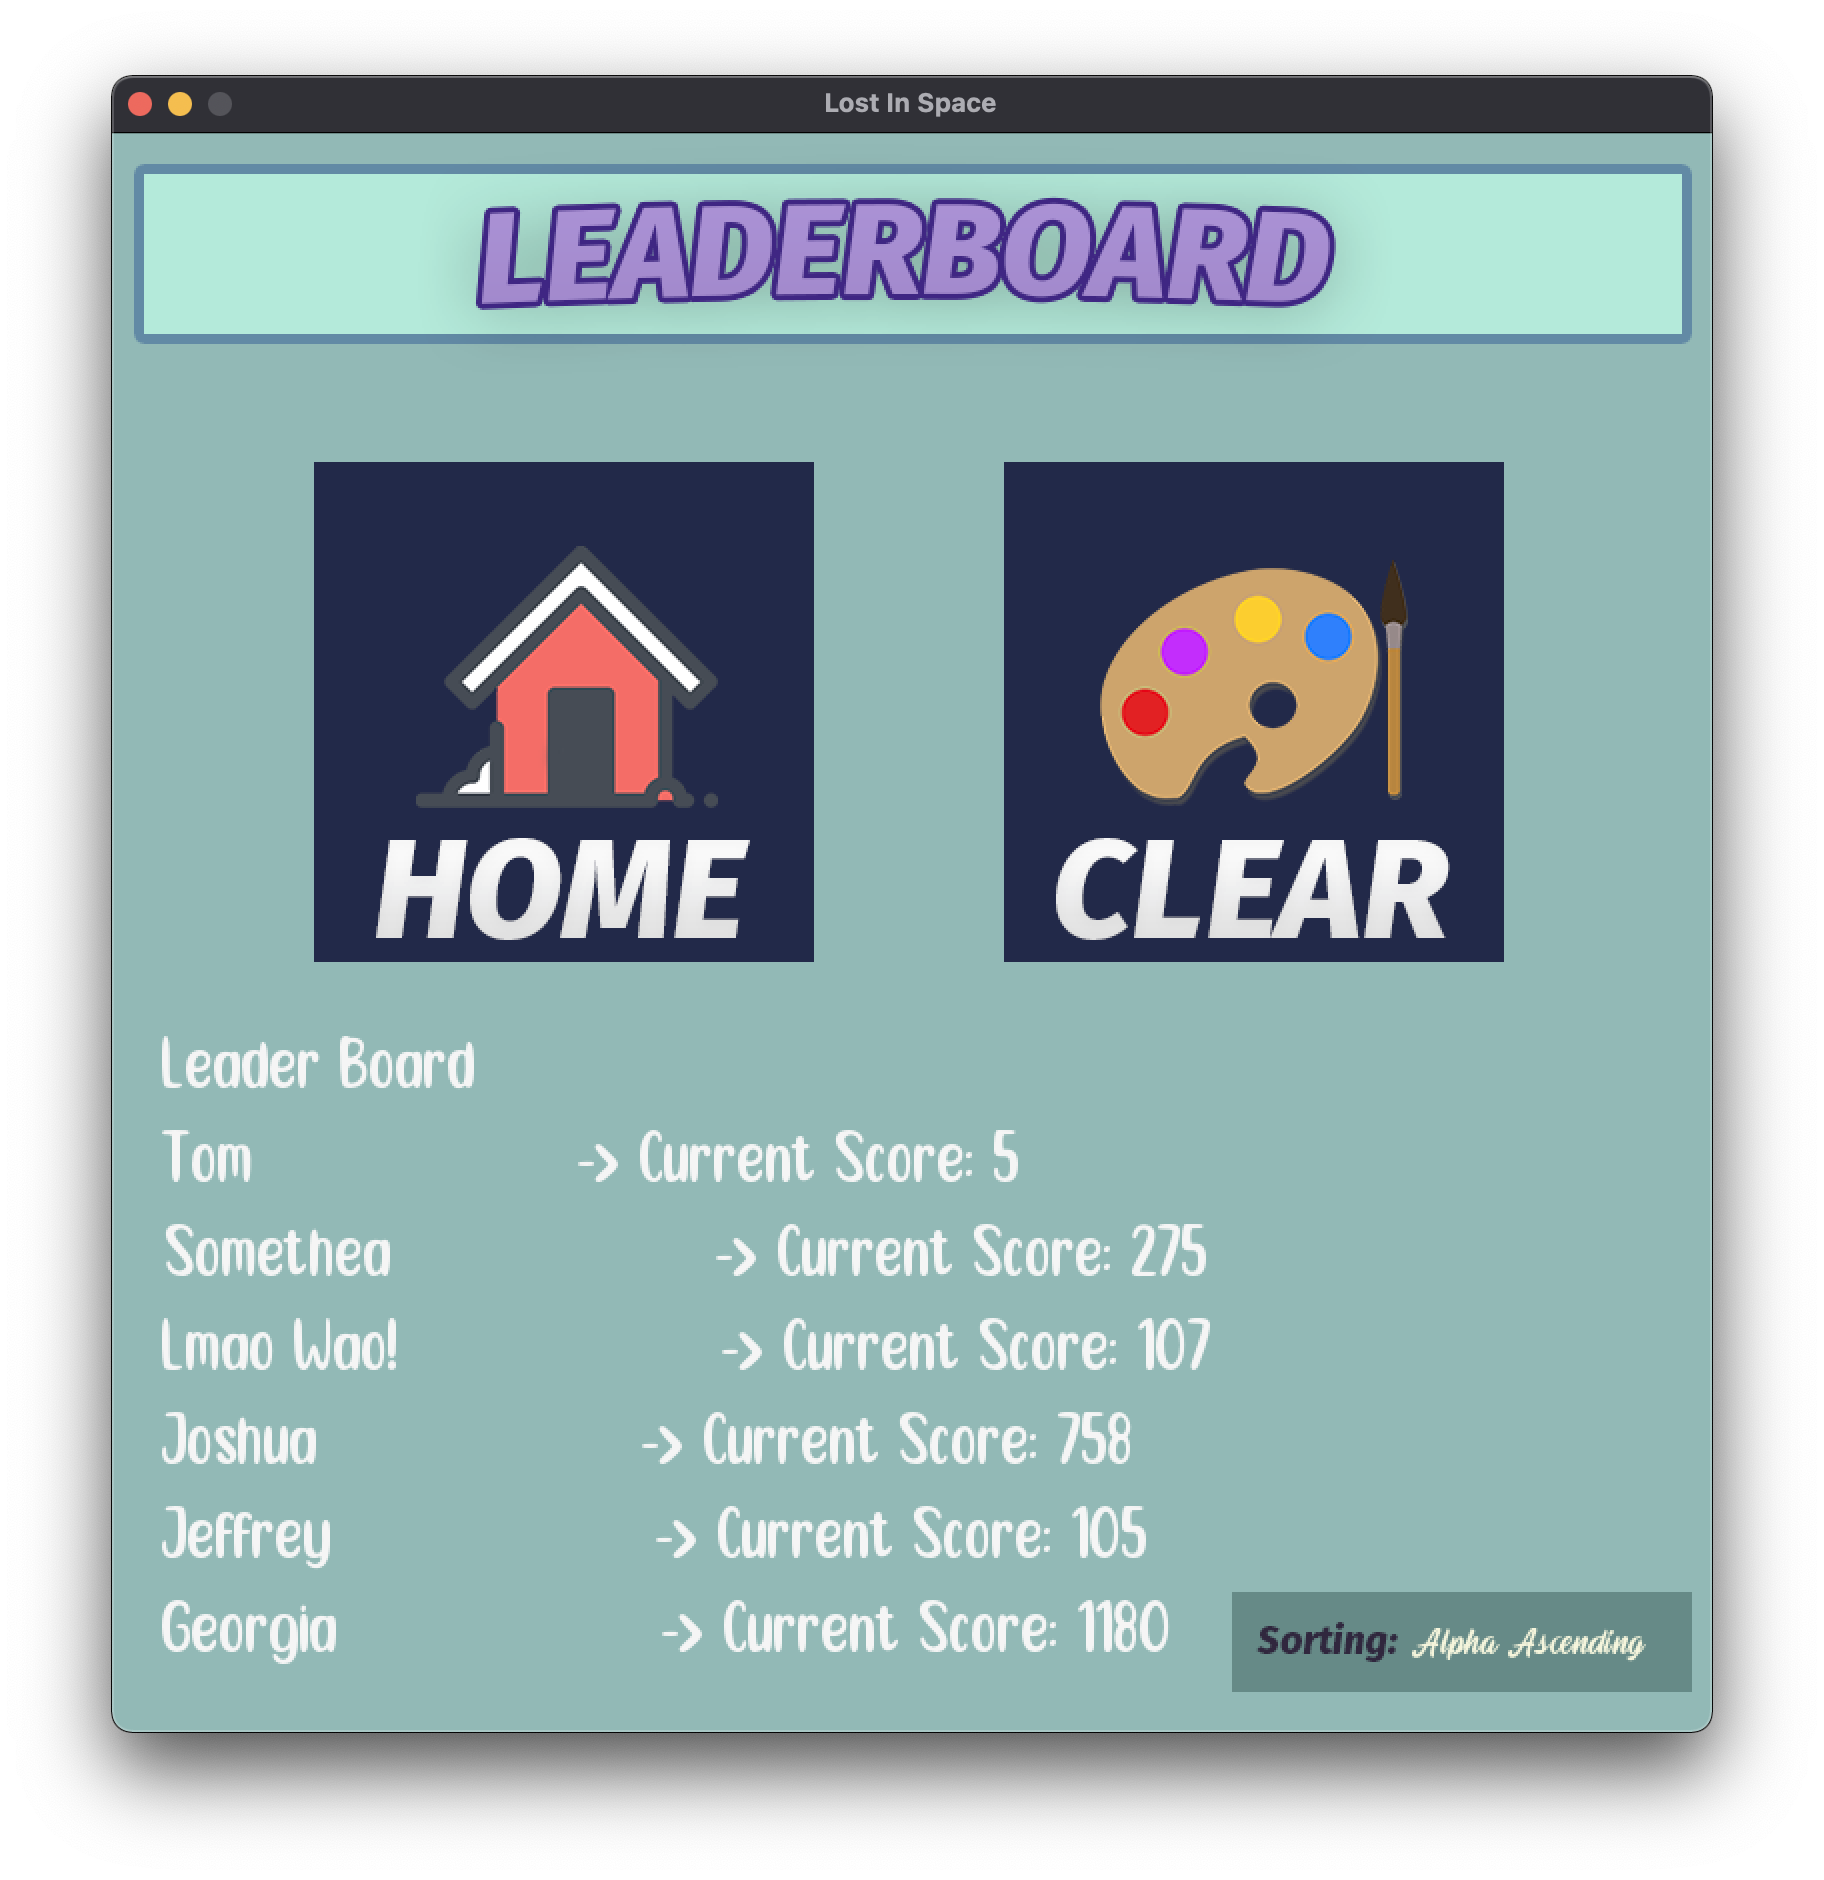 Lost In Space
LEADERBOARD
HOME
CLEAR
Leader Board
Tom -> Current Score: 5
Somethea -> Current Score: 275
Lmao Wao! -> Current Score: 107
Joshua -> Current Score: 758
Jeffrey -> Current Score: 105
Georgia -> Current Score: 1180
Sorting: Alpha Ascending